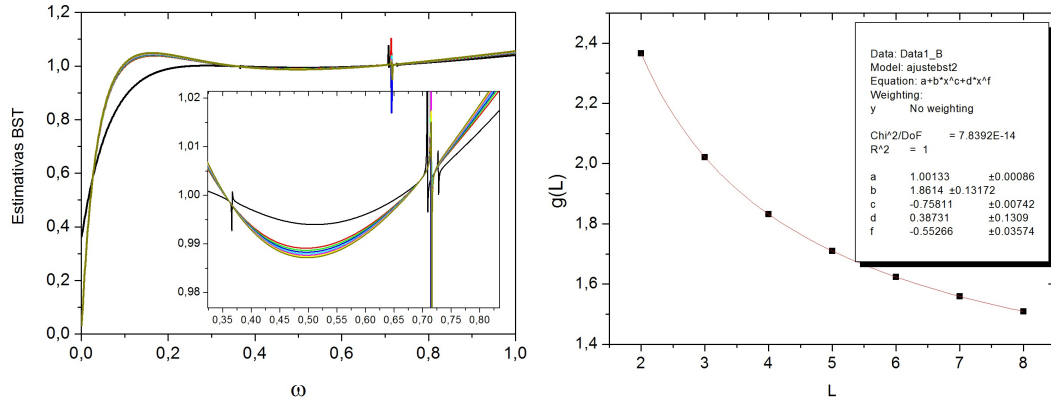 1,2
1,0
0,8
0,6
0,4
0,2
0,0
Estimativas BST
0,0 0,2 0,4 0,6 0,8 1,0
ω
1,02
1,01
1,00
0,99
0,98
0,35 0,40 0,45 0,50 0,55 0,60 0,65 0,70 0,75 0,80
2,4
2,2
2,0
1,8
1,6
1,4
g(L)
2 3 4 5 6 7 8
L
Data: Data1_B
Model: ajustebst2
Equation: a+b*x^c+d*x^f
Weighting:
y No weighting
Chi^2/DoF = 7.8392E-14
R^2 = 1
a 1.00133 ±0.00086
b 1.8614 ±0.13172
c -0.75811 ±0.00742
d 0.38731 ±0.1309
f -0.55266 ±0.03574